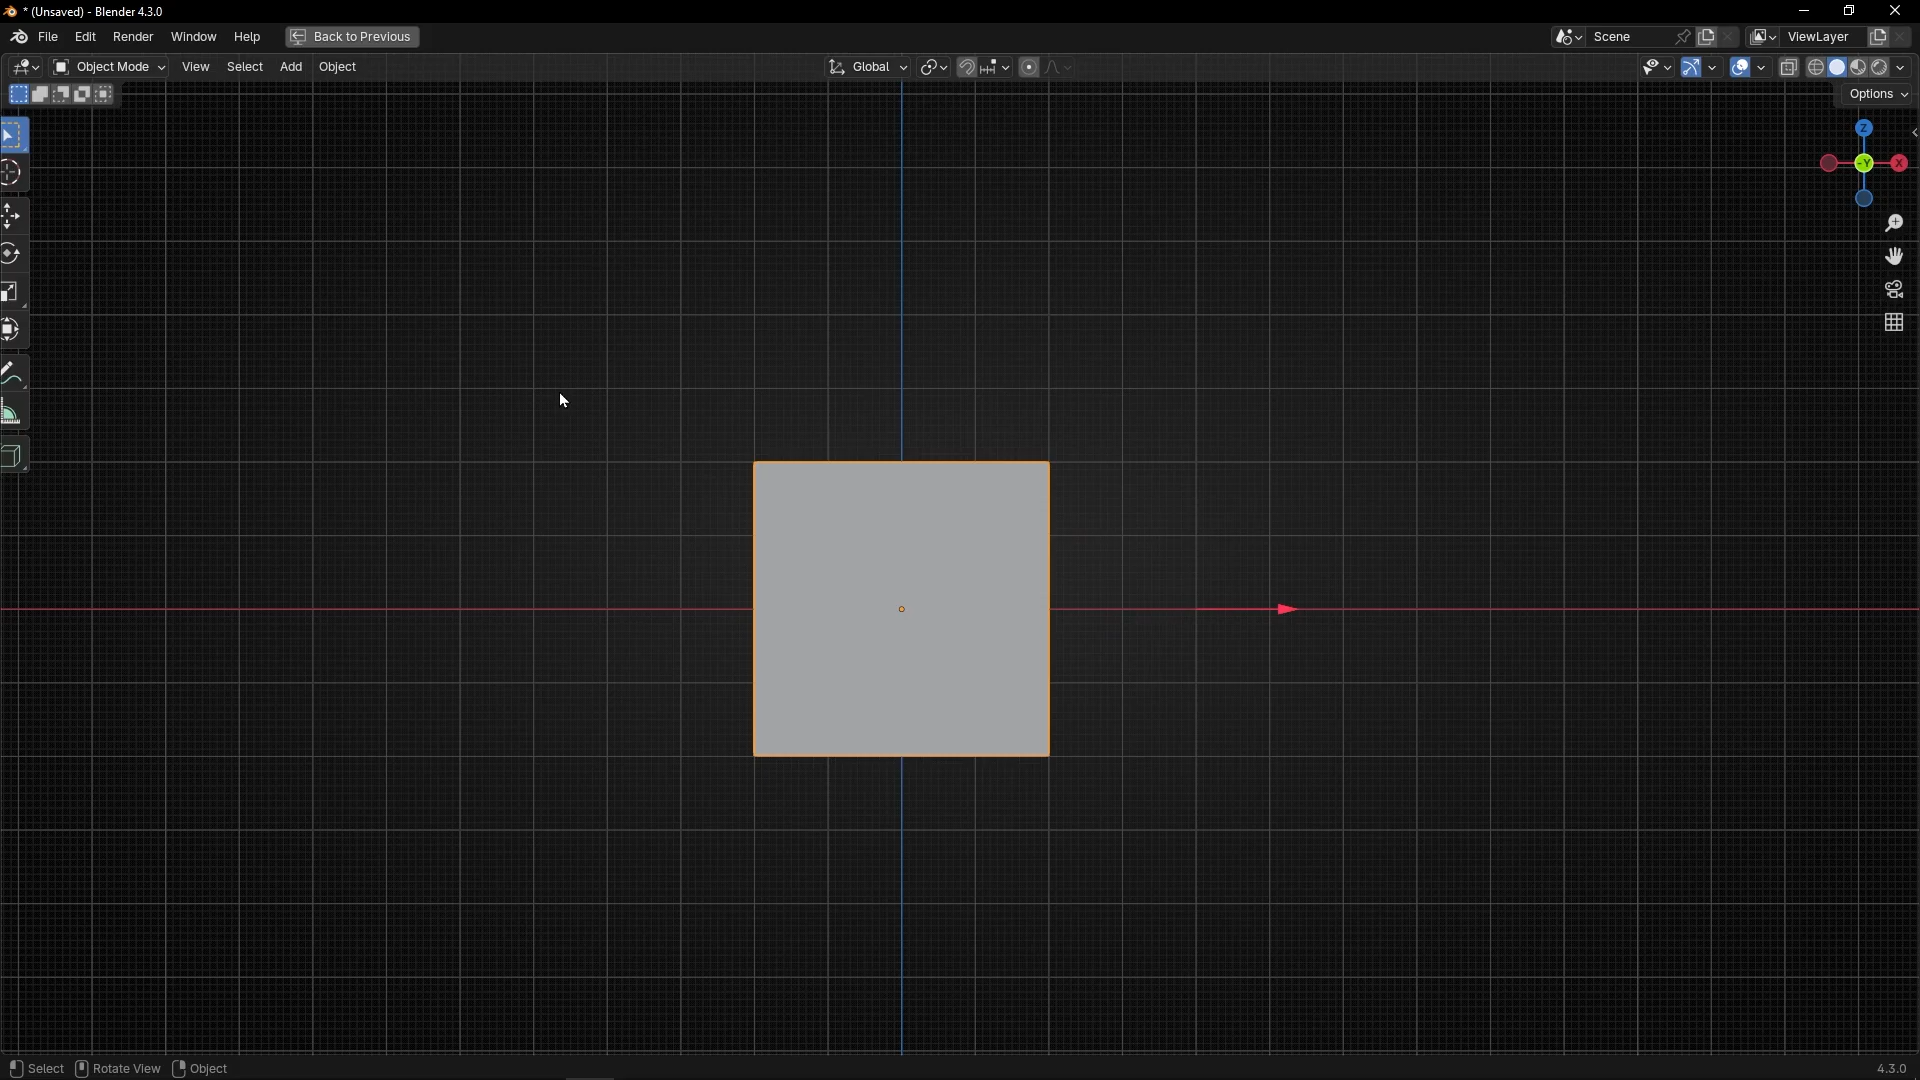 * (Unsaved) - Blender 4.3.0
File Edit Render Window Help Back to Previous Scene ViewLayer
Object Mode View Select Add Object Global
Options
Z
-Y X
Select Rotate View Object 4.3.0